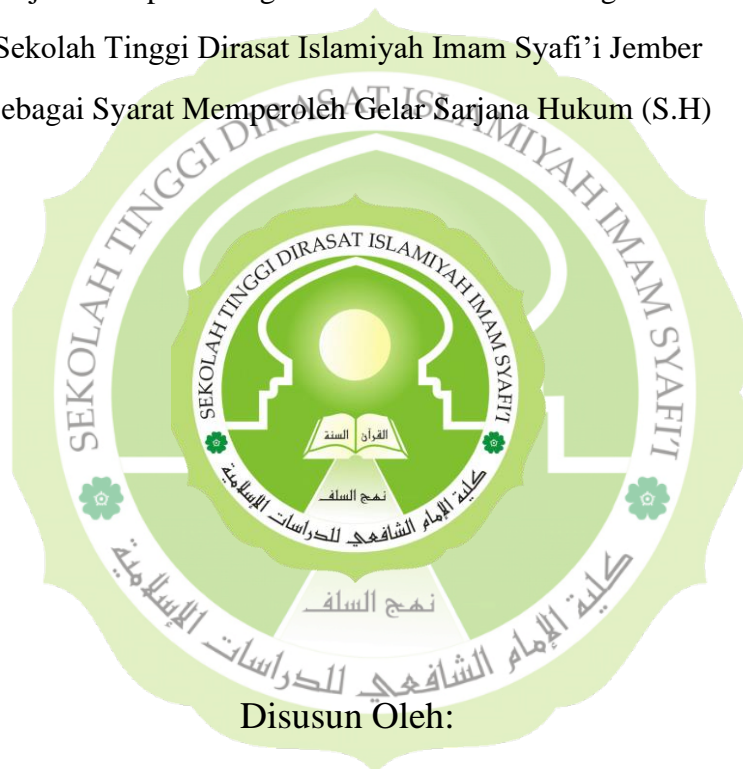 Sekolah Tinggi Dirasat Islamiyah Imam Syafi’i Jember
ebagai Syarat Memperoleh Gelar Sarjana Hukum (S.H)
SEKOLAH TINGGI DIRASAT ISLAMIYAH IMAM SYAFI'I
SEKOLAH TINGGI DIRASAT ISLAMIYAH IMAM SYAFI'I
القرآن السنة
نهج السلف
كلية الإمام الشافعي للدراسات الإسلامية
نهج السلف
كلية الإمام الشافعي للدراسات الإسلامية
Disusun Oleh: